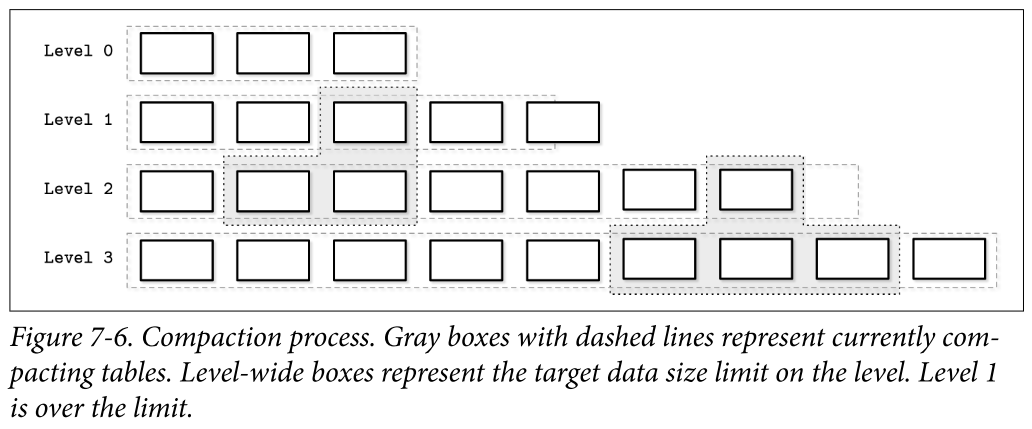 Level 0
Level 1
Level 2
Level 3
Figure 7-6. Compaction process. Gray boxes with dashed lines represent currently com-
pacting tables. Level-wide boxes represent the target data size limit on the level. Level 1
is over the limit.